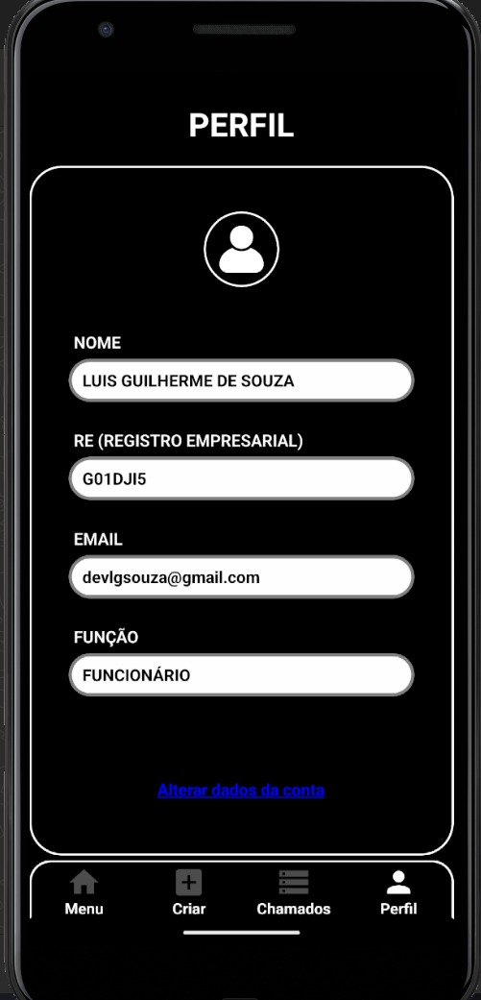 PERFIL
NOME
LUIS GUILHERME DE SOUZA
RE (REGISTRO EMPRESARIAL)
G01DJI5
EMAIL
devlgsouza@gmail.com
FUNÇÃO
FUNCIONÁRIO
Alterar dados da conta
Menu Criar Chamados Perfil